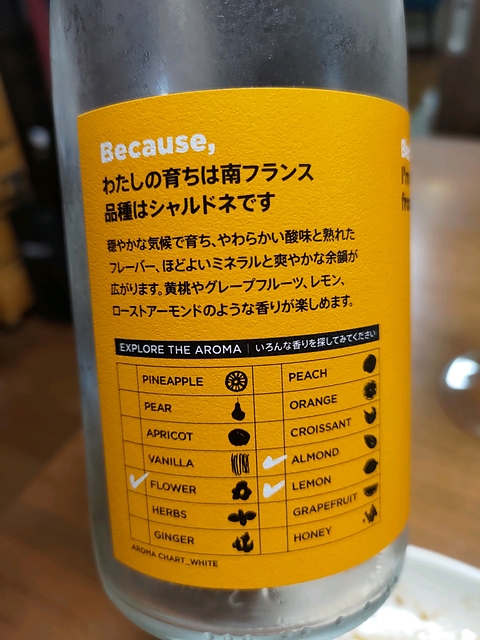 Because,
わたしの育ちは南フランス
品種はシャルドネです
穏やかな気候で育ち、やわらかい酸味と熟れた
フレーバー、ほどよいミネラルと爽やかな余韻が
広がります。黄桃やグレープフルーツ、レモン、
ローストアーモンドのような香りが楽しめます。
EXPLORE THE AROMA | いろんな香りを探してみてください
PINEAPPLE
PEAR
APRICOT
VANILLA
FLOWER
HERBS
GINGER
PEACH
ORANGE
CROISSANT
ALMOND
LEMON
GRAPEFRUIT
HONEY
AROMA CHART_WHITE